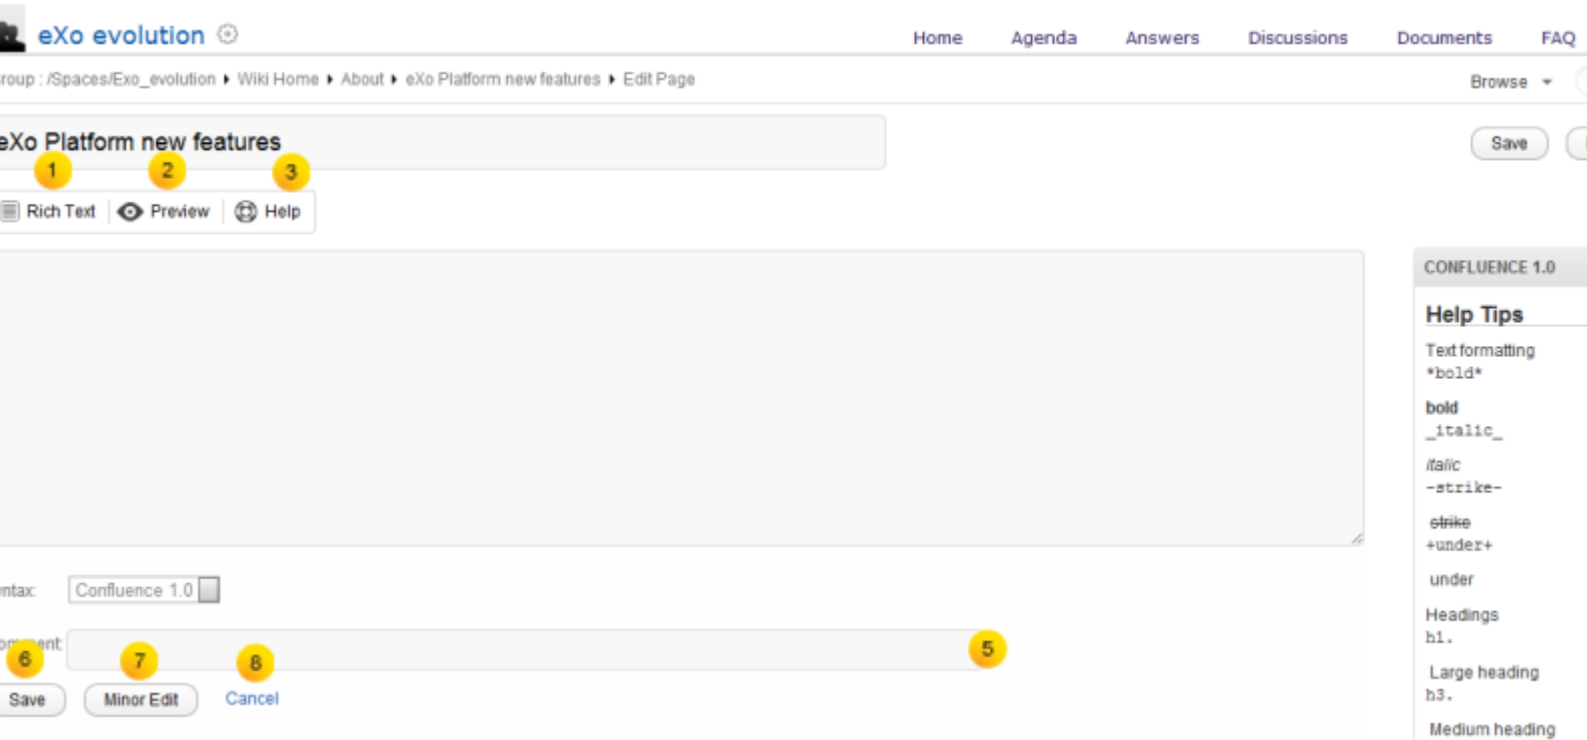 eXo evolution
Home Agenda Answers Discussions Documents FAQ
roup : /Spaces/Exo_evolution Wiki Home About eXo Platform new features Edit Page
Browse
eXo Platform new features
Save
1 2 3
Rich Text Preview Help
CONFLUENCE 1.0
Help Tips
Text formatting
*bold*
bold
_italic_
italic
-strike-
strike
+under+
under
Headings
h1.
Large heading
h3.
Medium heading
ntax: Confluence 1.0
5
6 7 8
Save Minor Edit Cancel